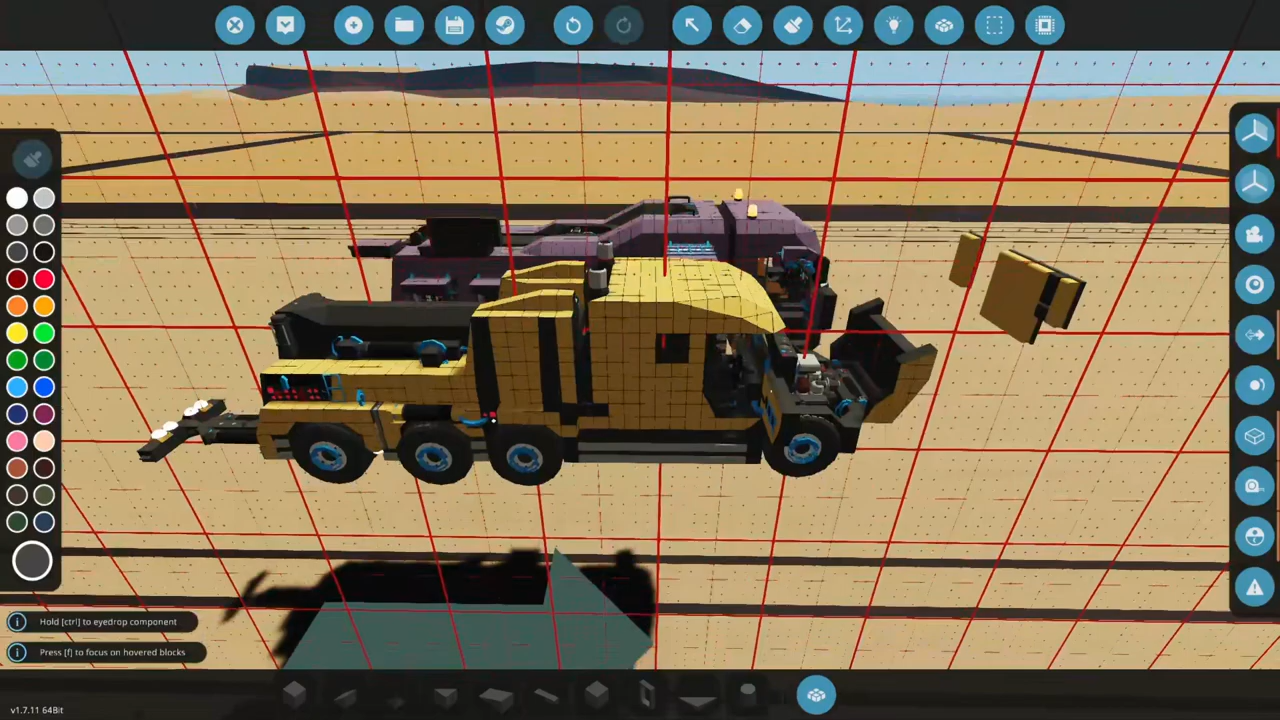 Hold [ctrl] to eyedrop component
Press [f] to focus on hovered blocks
v1.7.11 64Bit